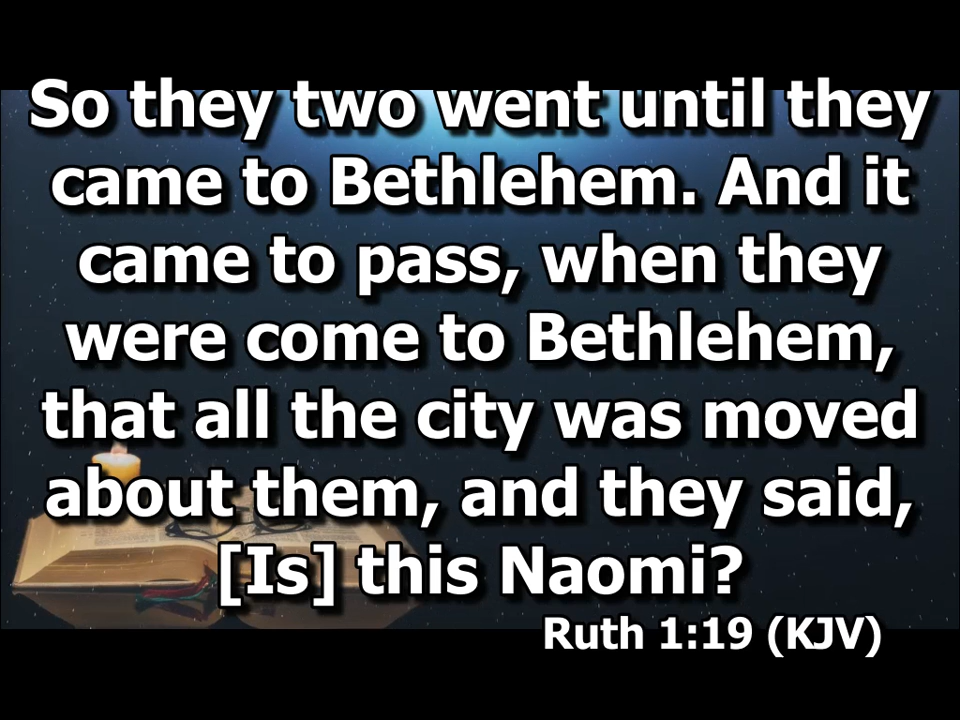 So they two went until they
came to Bethlehem. And it
came to pass, when they
were come to Bethlehem,
that all the city was moved
about them, and they said,
[Is] this Naomi?
Ruth 1:19 (KJV)